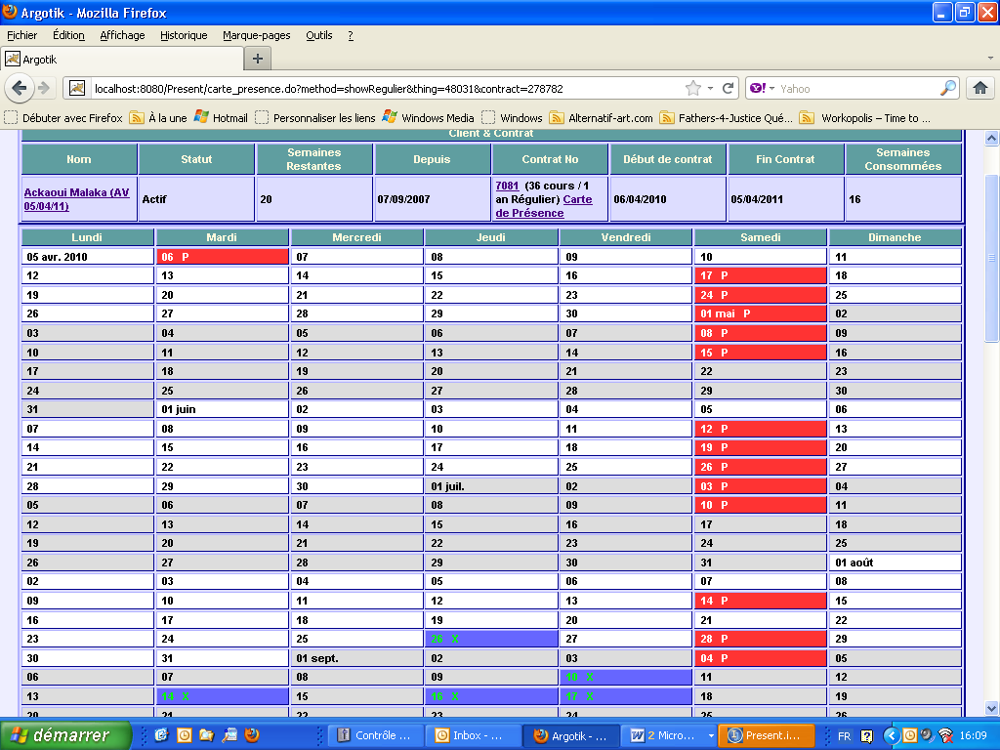 Argotik - Mozilla Firefox
Fichier Édition Affichage Historique Marque-pages Outils ?
Argotik
localhost:8080/Present/carte_presence.do?method=showRegulier&thing=48031&contract=278782 Yahoo
Débuter avec Firefox À la une Hotmail Personnaliser les liens Windows Media Windows Alternatif-art.com Fathers-4-Justice Qué... Workopolis – Time to ...
Client & Contrat
Nom Statut Semaines Restantes Depuis Contrat No Début de contrat Fin Contrat Semaines Consommées
Ackaoui Malaka (AV 05/04/11) Actif 20 07/09/2007 7081 (36 cours / 1 an Régulier) Carte de Présence 06/04/2010 05/04/2011 16
Lundi Mardi Mercredi Jeudi Vendredi Samedi Dimanche
05 avr. 2010 06 P 07 08 09 10 11
12 13 14 15 16 17 P 18
19 20 21 22 23 24 P 25
26 27 28 29 30 01 mai P 02
03 04 05 06 07 08 P 09
10 11 12 13 14 15 P 16
17 18 19 20 21 22 23
24 25 26 27 28 29 30
31 01 juin 02 03 04 05 06
07 08 09 10 11 12 P 13
14 15 16 17 18 19 P 20
21 22 23 24 25 26 P 27
28 29 30 01 juil. 02 03 P 04
05 06 07 08 09 10 P 11
12 13 14 15 16 17 18
19 20 21 22 23 24 25
26 27 28 29 30 31 01 août
02 03 04 05 06 07 08
09 10 11 12 13 14 P 15
16 17 18 19 20 21 22
23 24 25 26 X 27 28 P 29
30 31 01 sept. 02 03 04 P 05
06 07 08 09 10 X 11 12
13 14 X 15 16 X 17 X 18 19
20 21 22 23 24 25 26
démarrer Contrôle ... Inbox - ... Argotik - ... 2 Micro... Present.i... FR 16:09